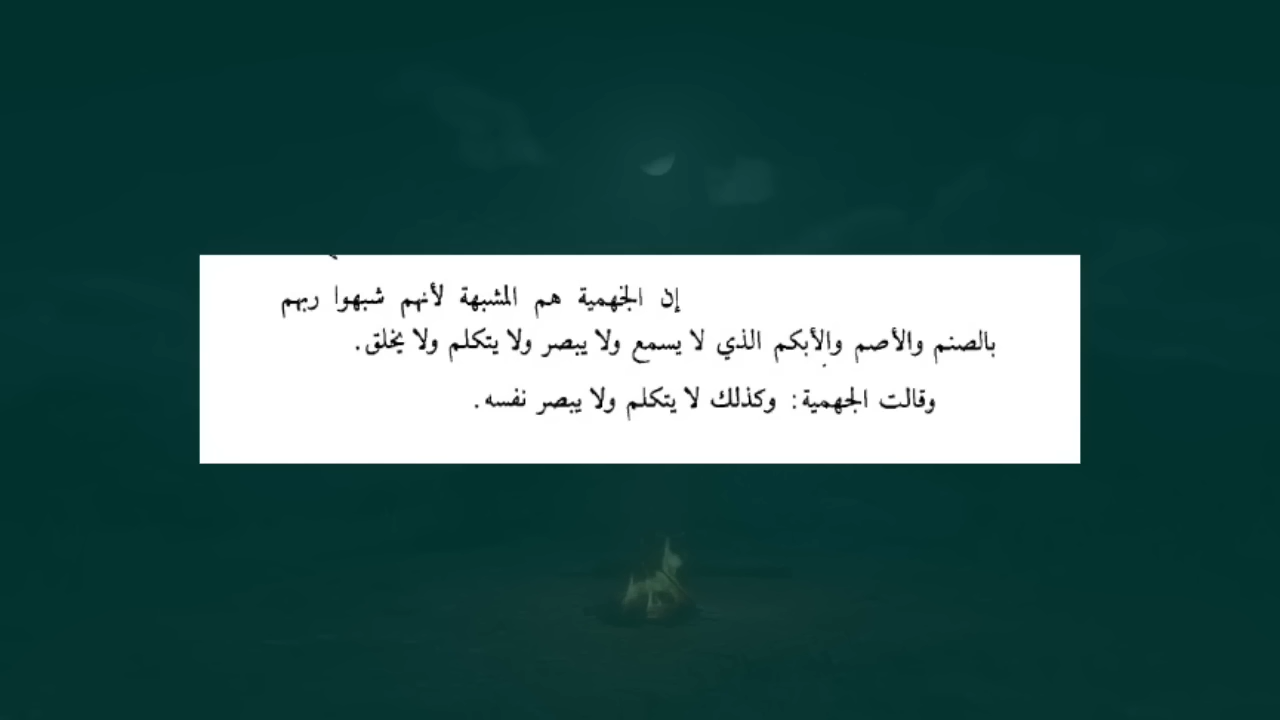 إن الجهمية هم المشبهة لأنهم شبهوا ربهم
بالصنم والأصم والأبكم الذي لا يسمع ولا يبصر ولا يتكلم ولا يخلق.
وقالت الجهمية: وكذلك لا يتكلم ولا يبصر نفسه.